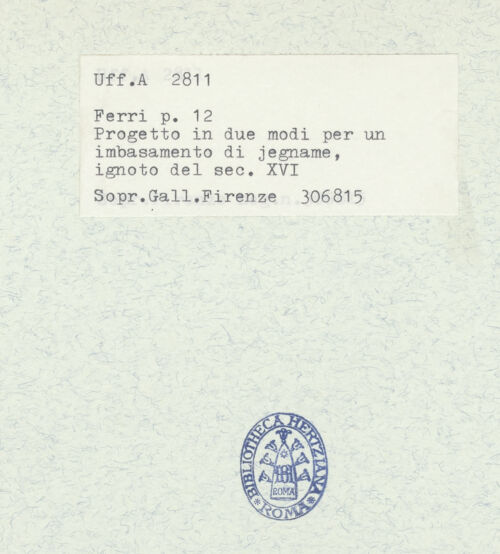 Uff.A 2811
Ferri p. 12
Progetto in due modi per un
imbasamento di jegname,
ignoto del sec. XVI
Sopr.Gall.Firenze 306815
BIBLIOTHECA HERTZIANA
ROMA
ROMA